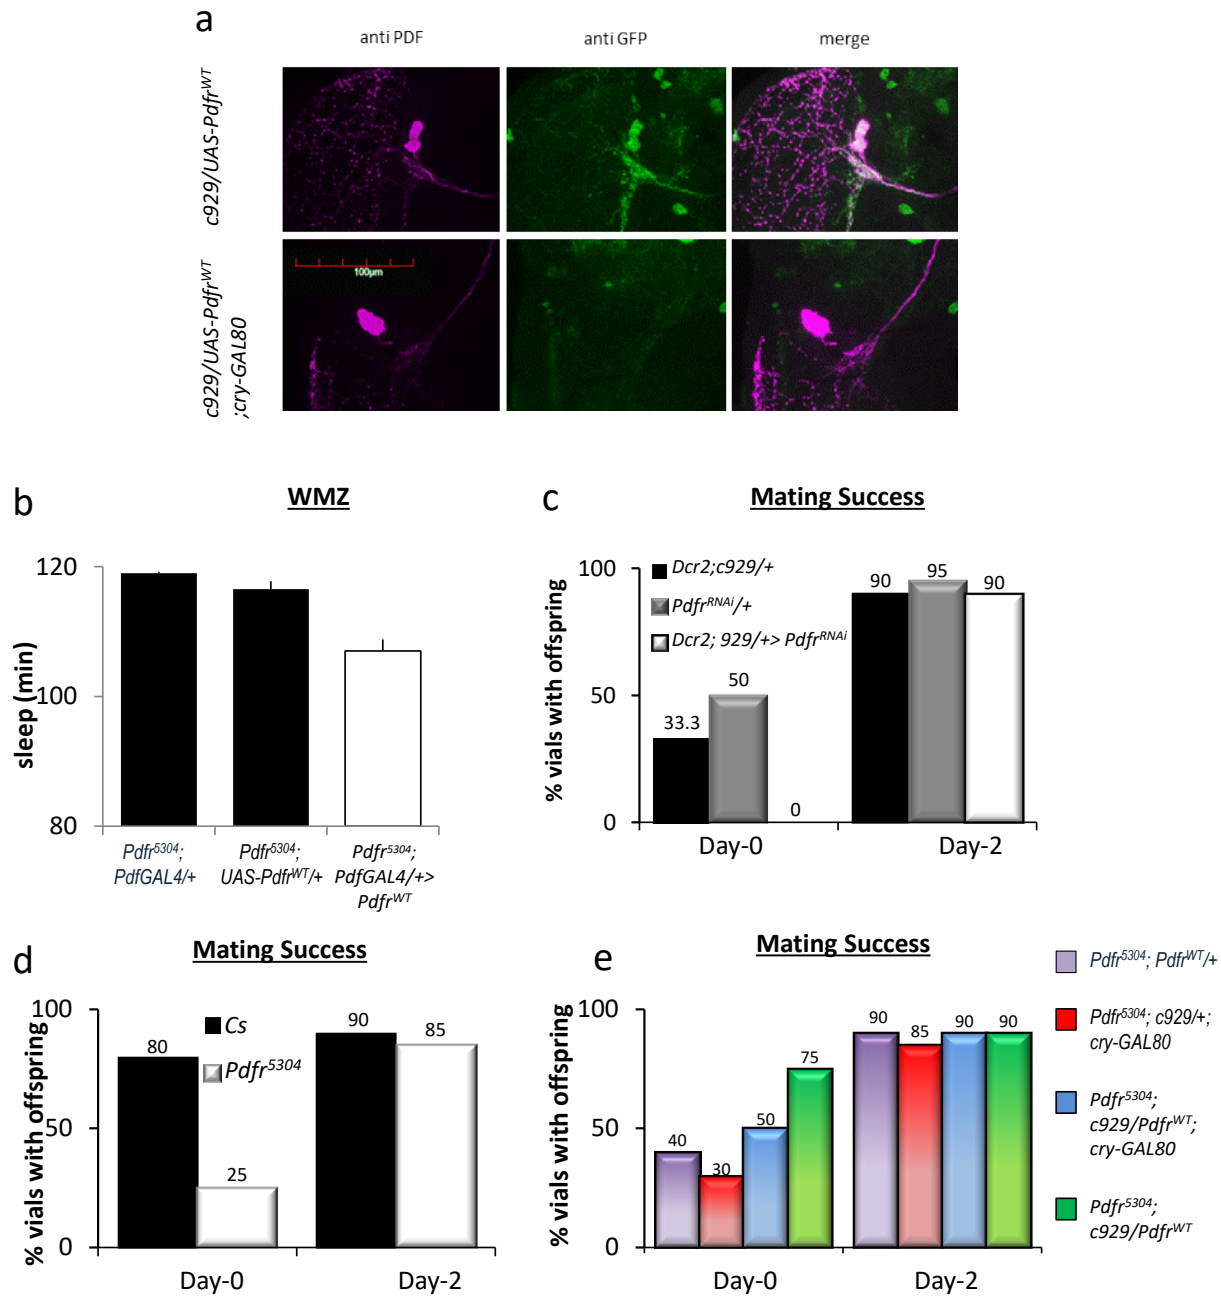 a
anti PDF
anti GFP
merge
c929/UAS-Pdfr^WT
c929/UAS-Pdfr^WT
;cry-GAL80
100µm
b
WMZ
sleep (min)
120
100
80
Pdfr^5304;
PdfGAL4/+
Pdfr^5304;
UAS-Pdfr^WT/+
Pdfr^5304;
PdfGAL4/+>
Pdfr^WT
c
Mating Success
% vials with offspring
100
50
0
Dcr2;c929/+
Pdfr^RNAi/+
Dcr2; 929/+> Pdfr^RNAi
33.3
50
0
90
95
90
Day-0
Day-2
d
Mating Success
% vials with offspring
100
50
0
Cs
Pdfr^5304
80
25
90
85
Day-0
Day-2
e
Mating Success
% vials with offspring
100
50
0
40
30
50
75
90
85
90
90
Day-0
Day-2
Pdfr^5304; Pdfr^WT/+
Pdfr^5304; c929/+;
cry-GAL80
Pdfr^5304;
c929/Pdfr^WT;
cry-GAL80
Pdfr^5304;
c929/Pdfr^WT